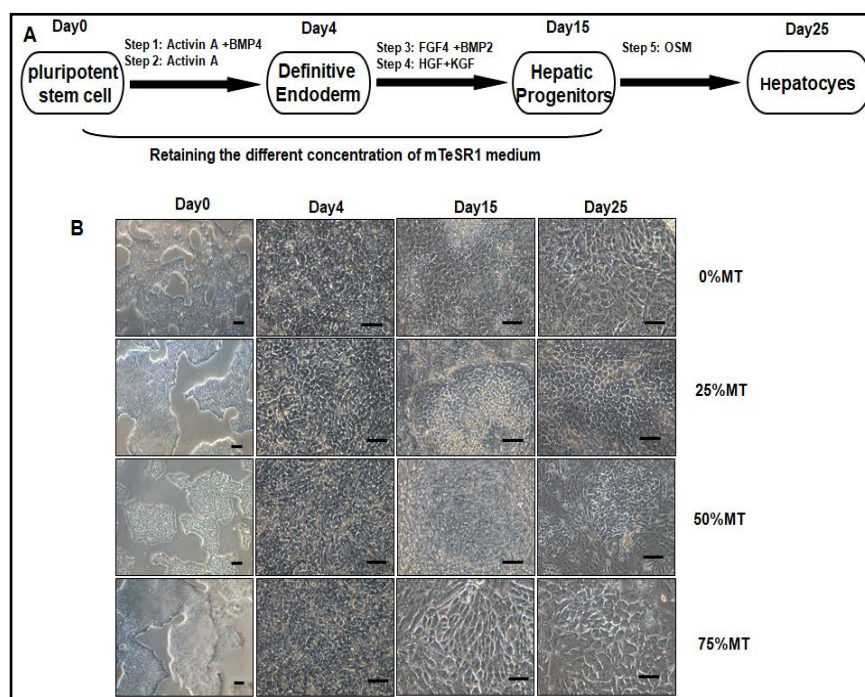 A
Day0
Day4
Day15
Day25
Step 1: Activin A +BMP4
Step 2: Activin A
Step 3: FGF4 +BMP2
Step 4: HGF+KGF
Step 5: OSM
pluripotent
stem cell
Definitive
Endoderm
Hepatic
Progenitors
Hepatocyes
Retaining the different concentration of mTeSR1 medium
B
Day0
Day4
Day15
Day25
0%MT
25%MT
50%MT
75%MT